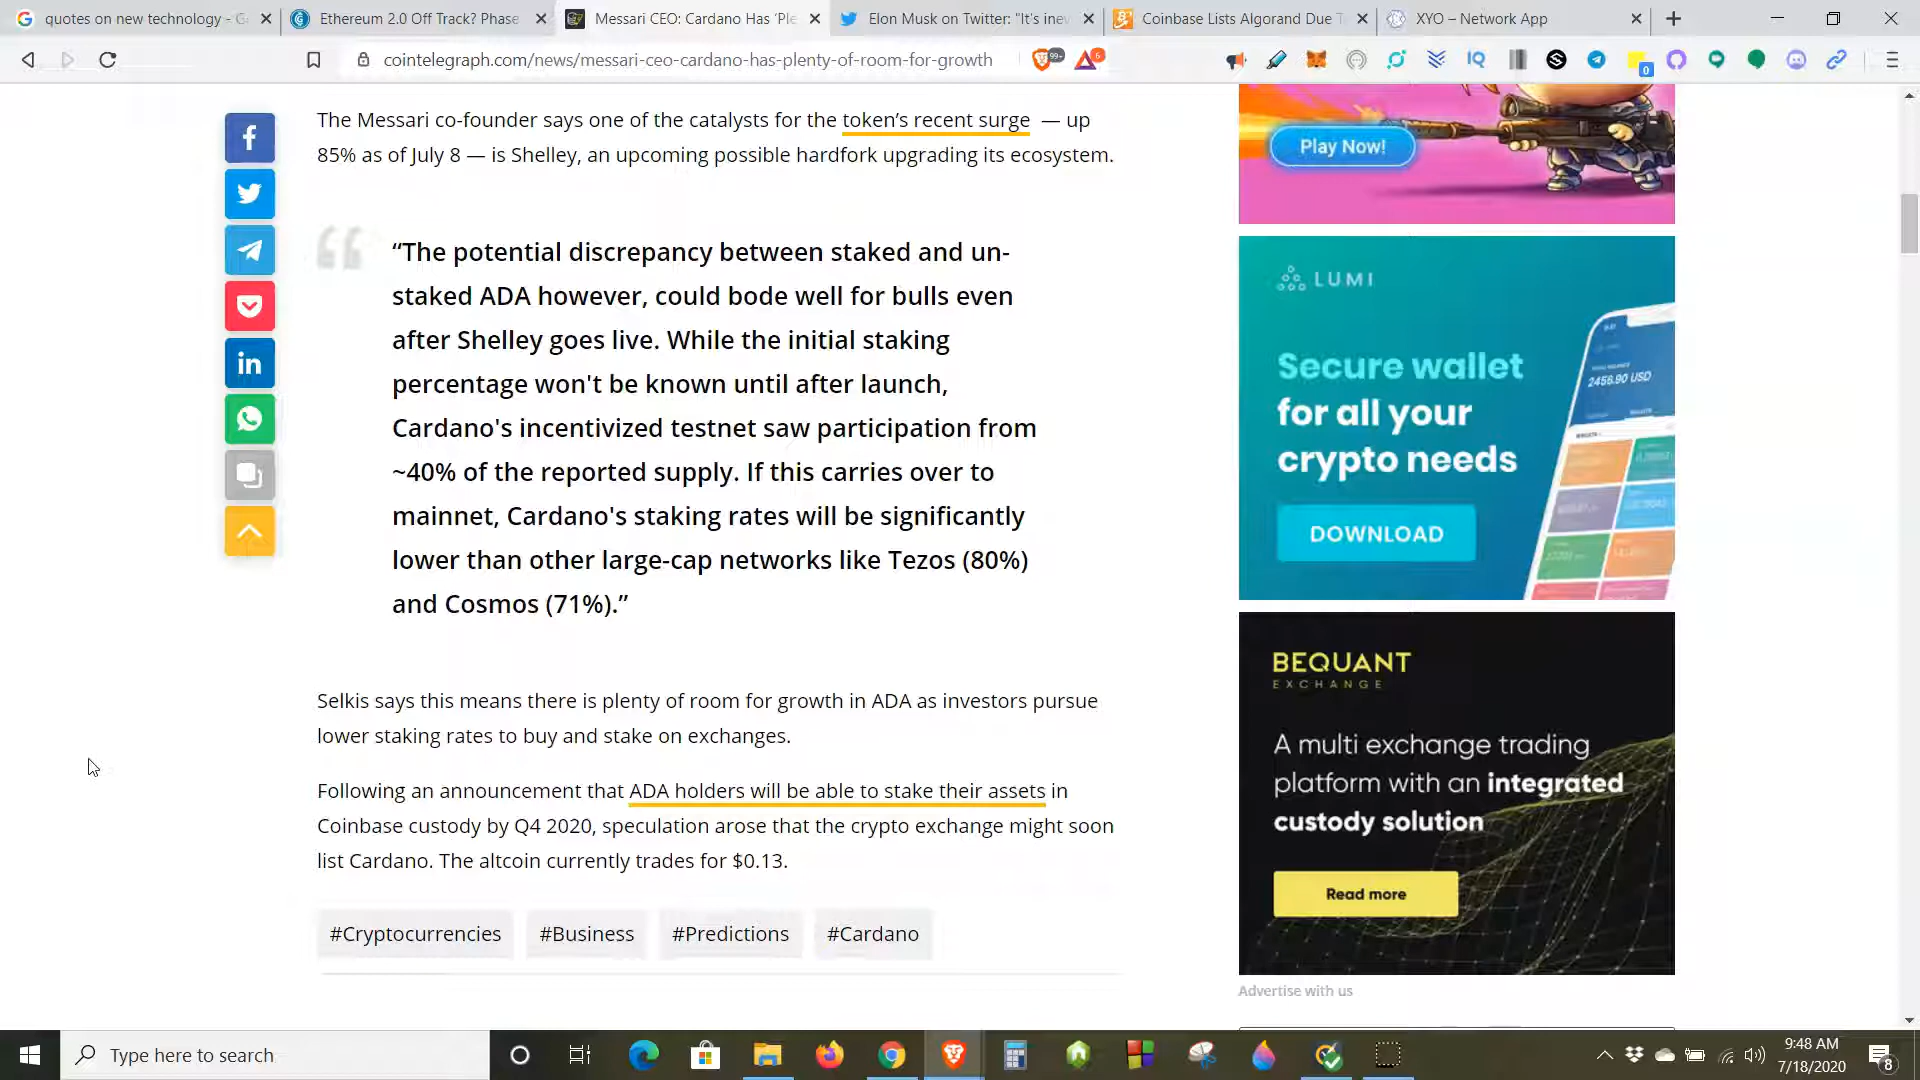 quotes on new technology - G
Ethereum 2.0 Off Track? Phase
Messari CEO: Cardano Has 'Ple
Elon Musk on Twitter: "It's inev
Coinbase Lists Algorand Due T
XYO – Network App
cointelegraph.com/news/messari-ceo-cardano-has-plenty-of-room-for-growth
99+
6
IQ
0
The Messari co-founder says one of the catalysts for the token's recent surge — up
85% as of July 8 — is Shelley, an upcoming possible hardfork upgrading its ecosystem.
“The potential discrepancy between staked and un-
staked ADA however, could bode well for bulls even
after Shelley goes live. While the initial staking
percentage won't be known until after launch,
Cardano's incentivized testnet saw participation from
~40% of the reported supply. If this carries over to
mainnet, Cardano's staking rates will be significantly
lower than other large-cap networks like Tezos (80%)
and Cosmos (71%).”
Selkis says this means there is plenty of room for growth in ADA as investors pursue
lower staking rates to buy and stake on exchanges.
Following an announcement that ADA holders will be able to stake their assets in
Coinbase custody by Q4 2020, speculation arose that the crypto exchange might soon
list Cardano. The altcoin currently trades for $0.13.
#Cryptocurrencies
#Business
#Predictions
#Cardano
Play Now!
LUMI
Secure wallet
for all your
crypto needs
DOWNLOAD
2456.90 USD
BEQUANT
EXCHANGE
A multi exchange trading
platform with an integrated
custody solution
Read more
Advertise with us
Type here to search
9:48 AM
7/18/2020
8